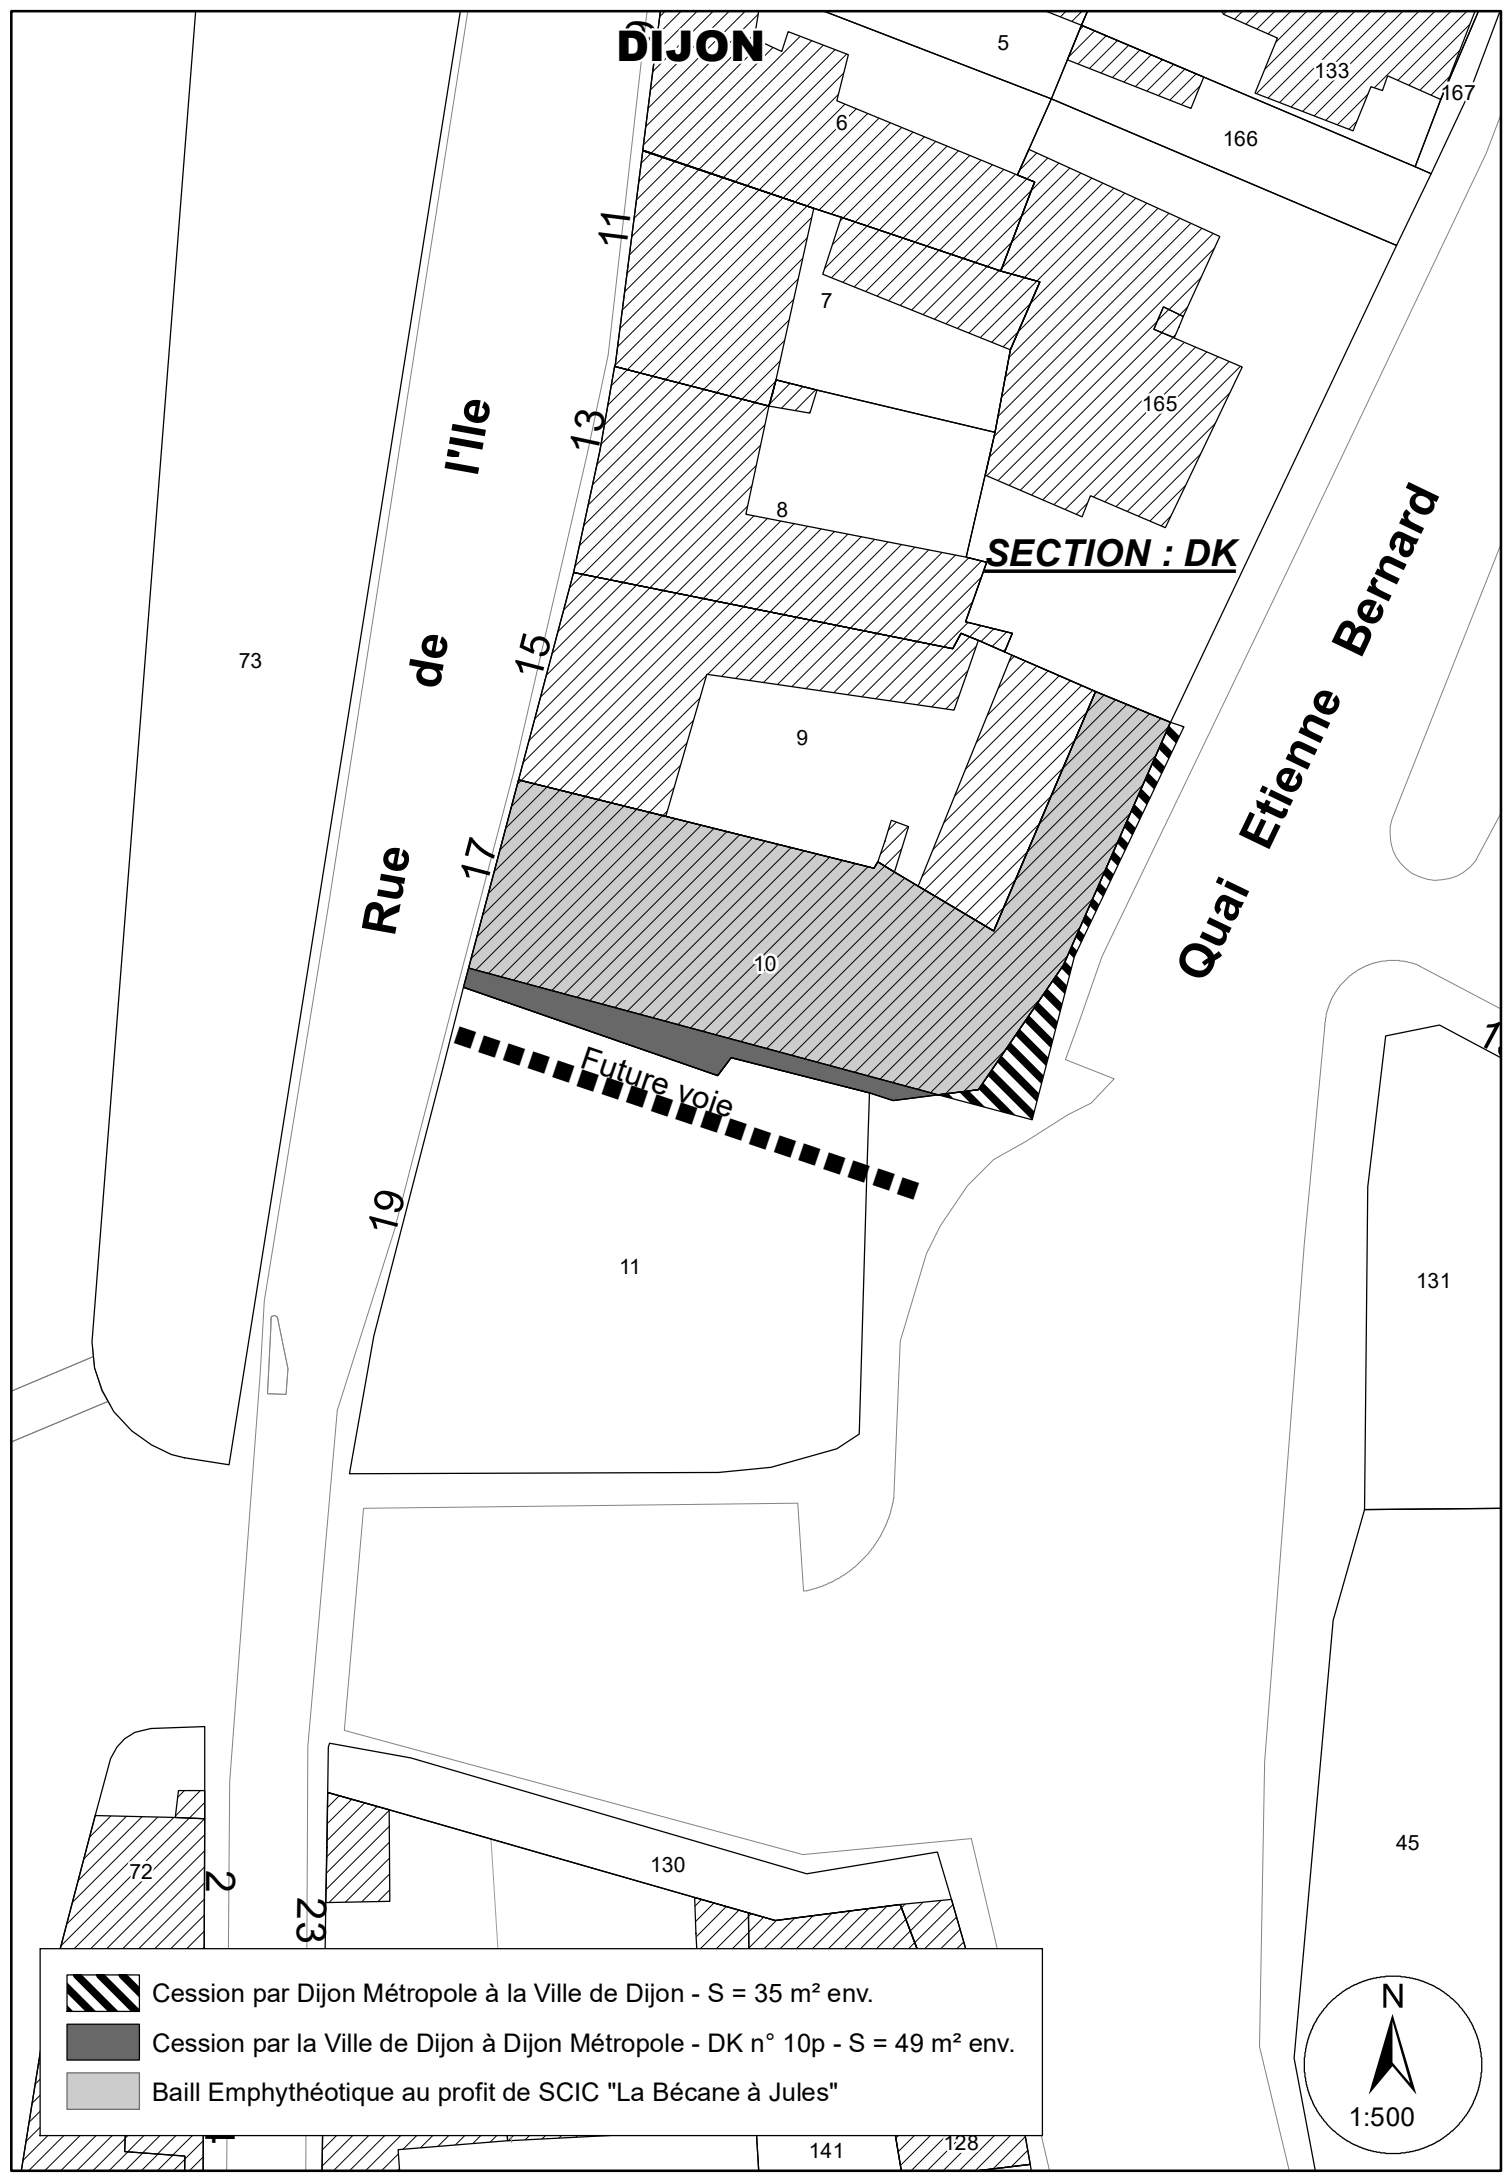 DIJON
5
133
167
6
166
11
7
13
165
l'Ile
8
SECTION : DK
de
15
73
9
Quai Etienne Bernard
17
Rue
10
Future voie
19
11
131
72
2
130
23
45
Cession par Dijon Métropole à la Ville de Dijon - S = 35 m² env.
Cession par la Ville de Dijon à Dijon Métropole - DK n° 10p - S = 49 m² env.
Baill Emphythéotique au profit de SCIC "La Bécane à Jules"
N
1:500
141
128